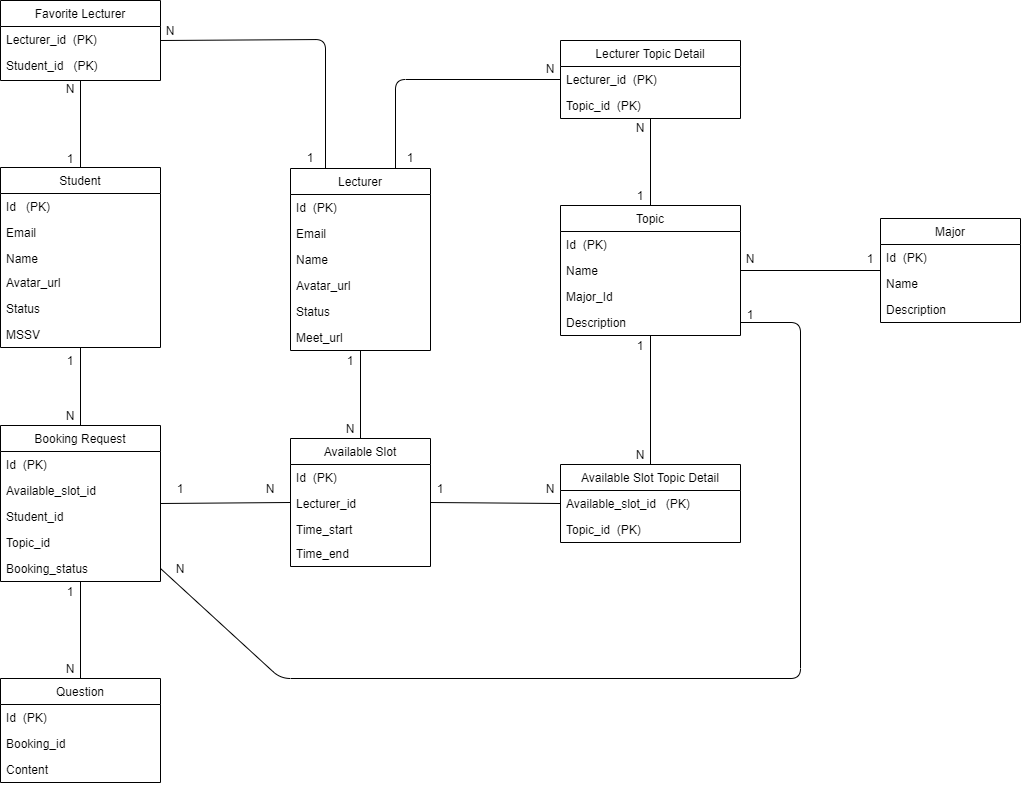 Favorite Lecturer
Lecturer_id (PK)
Student_id (PK)
N
N
1
Student
Id (PK)
Email
Name
Avatar_url
Status
MSSV
1
N
Booking Request
Id (PK)
Available_slot_id
Student_id
Topic_id
Booking_status
1
N
N
1
N
Question
Id (PK)
Booking_id
Content
1
1
Lecturer
Id (PK)
Email
Name
Avatar_url
Status
Meet_url
1
N
Available Slot
Id (PK)
Lecturer_id
Time_start
Time_end
1
N
N
Lecturer Topic Detail
Lecturer_id (PK)
Topic_id (PK)
N
1
Topic
Id (PK)
Name
Major_Id
Description
N
1
1
1
N
Available Slot Topic Detail
Available_slot_id (PK)
Topic_id (PK)
Major
Id (PK)
Name
Description